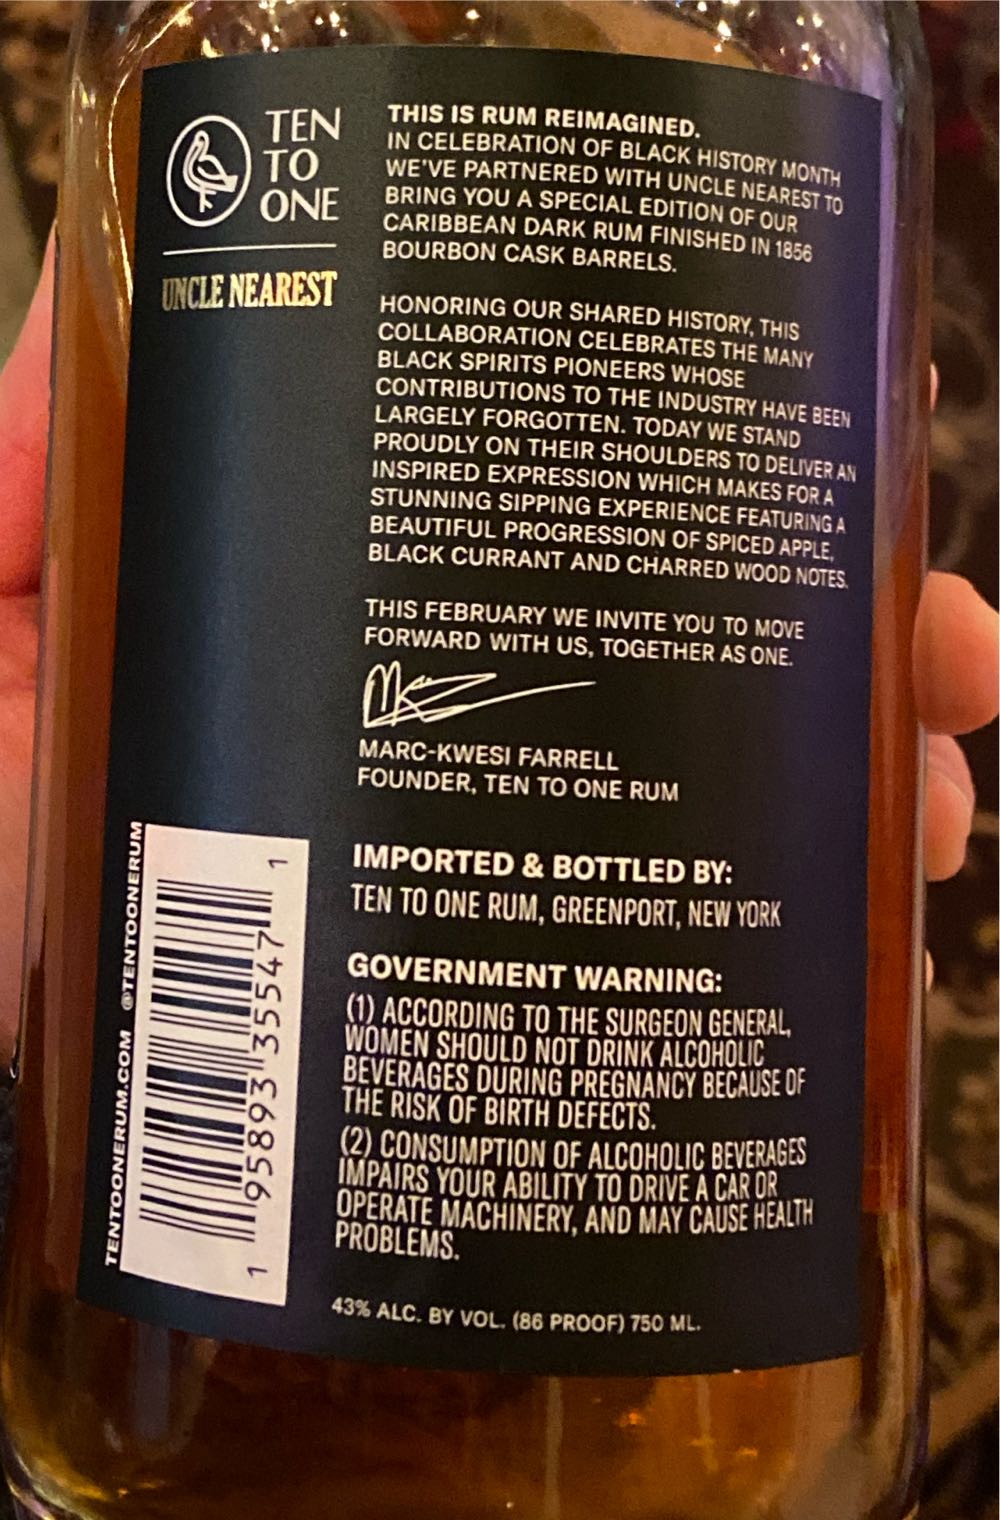 TEN
TO
ONE
UNCLE NEAREST
THIS IS RUM REIMAGINED.
IN CELEBRATION OF BLACK HISTORY MONTH
WE'VE PARTNERED WITH UNCLE NEAREST TO
BRING YOU A SPECIAL EDITION OF OUR
CARIBBEAN DARK RUM FINISHED IN 1856
BOURBON CASK BARRELS.
HONORING OUR SHARED HISTORY, THIS
COLLABORATION CELEBRATES THE MANY
BLACK SPIRITS PIONEERS WHOSE
CONTRIBUTIONS TO THE INDUSTRY HAVE BEEN
LARGELY FORGOTTEN. TODAY WE STAND
PROUDLY ON THEIR SHOULDERS TO DELIVER AN
INSPIRED EXPRESSION WHICH MAKES FOR A
STUNNING SIPPING EXPERIENCE FEATURING A
BEAUTIFUL PROGRESSION OF SPICED APPLE,
BLACK CURRANT AND CHARRED WOOD NOTES.
THIS FEBRUARY WE INVITE YOU TO MOVE
FORWARD WITH US, TOGETHER AS ONE.
MARC-KWESI FARRELL
FOUNDER, TEN TO ONE RUM
IMPORTED & BOTTLED BY:
TEN TO ONE RUM, GREENPORT, NEW YORK
GOVERNMENT WARNING:
(1) ACCORDING TO THE SURGEON GENERAL,
WOMEN SHOULD NOT DRINK ALCOHOLIC
BEVERAGES DURING PREGNANCY BECAUSE OF
THE RISK OF BIRTH DEFECTS.
(2) CONSUMPTION OF ALCOHOLIC BEVERAGES
IMPAIRS YOUR ABILITY TO DRIVE A CAR OR
OPERATE MACHINERY, AND MAY CAUSE HEALTH
PROBLEMS.
43% ALC. BY VOL. (86 PROOF) 750 ML.
TENTOONERUM.COM @TENTOONERUM
1 95893 35547 1